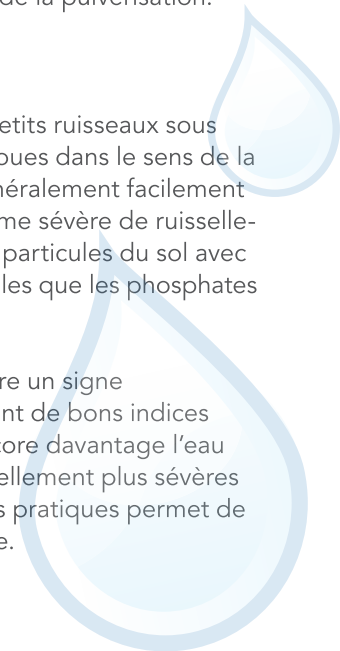 de la pulvérisation.
etits ruisseaux sous
oues dans le sens de la
néralement facilement
me sévère de ruisselle-
particules du sol avec
les que les phosphates
re un signe
nt de bons indices
core davantage l'eau
ellement plus sévères
s pratiques permet de
e.